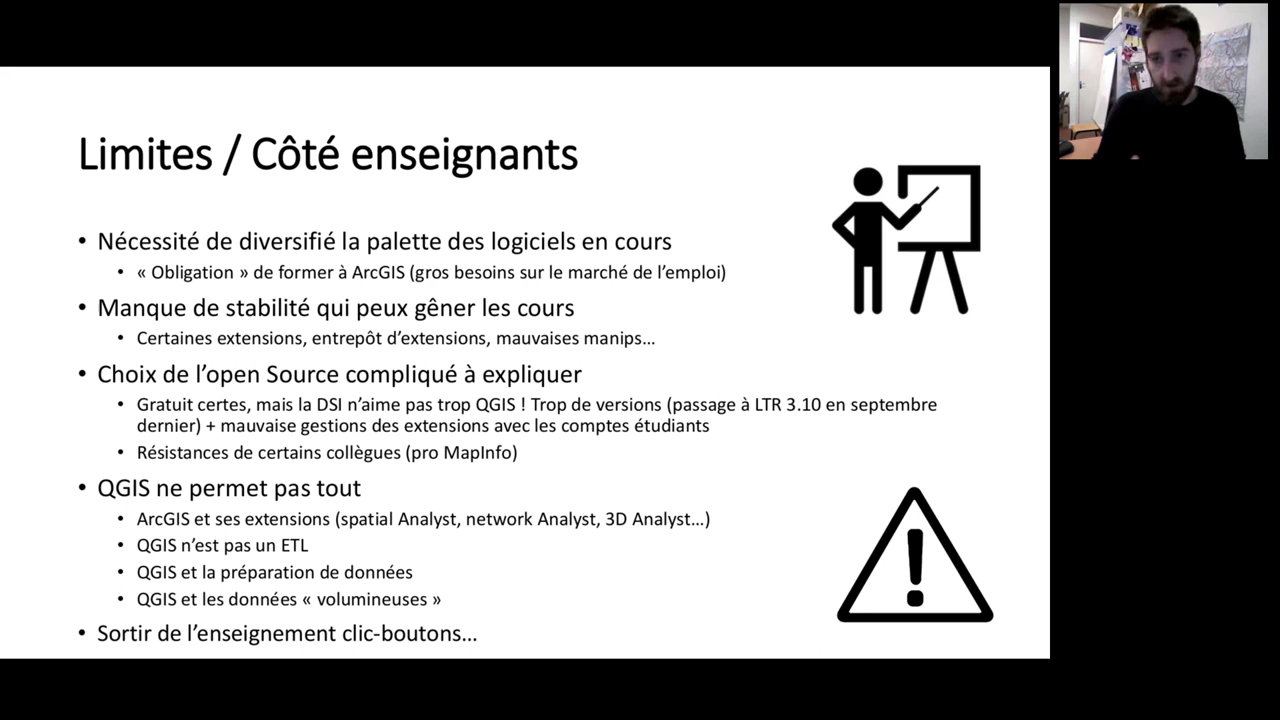 Limites / Côté enseignants
• Nécessité de diversifié la palette des logiciels en cours
• « Obligation » de former à ArcGIS (gros besoins sur le marché de l’emploi)
• Manque de stabilité qui peux gêner les cours
• Certaines extensions, entrepôt d’extensions, mauvaises manips…
• Choix de l’open Source compliqué à expliquer
• Gratuit certes, mais la DSI n’aime pas trop QGIS ! Trop de versions (passage à LTR 3.10 en septembre
dernier) + mauvaise gestions des extensions avec les comptes étudiants
• Résistances de certains collègues (pro MapInfo)
• QGIS ne permet pas tout
• ArcGIS et ses extensions (spatial Analyst, network Analyst, 3D Analyst…)
• QGIS n’est pas un ETL
• QGIS et la préparation de données
• QGIS et les données « volumineuses »
• Sortir de l’enseignement clic-boutons…